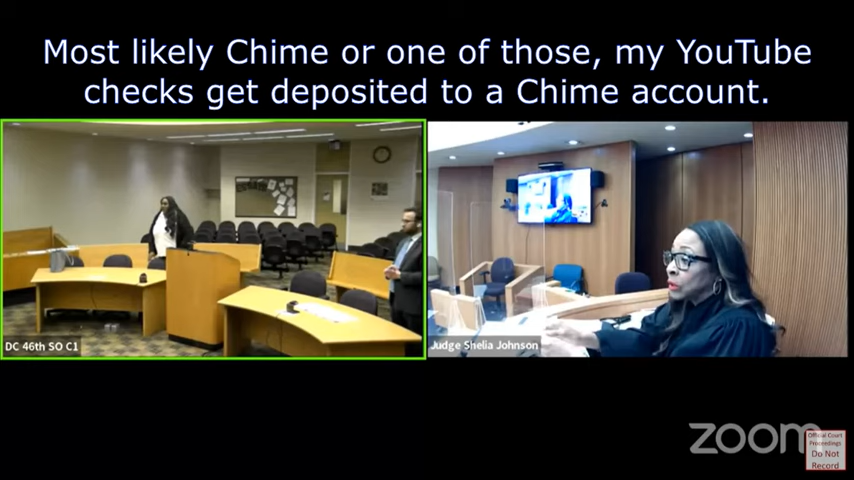 Most likely Chime or one of those, my YouTube
checks get deposited to a Chime account.
DC 46th SO C1
Judge Shelia Johnson
zoom
Official Court
Proceedings
Do Not
Record